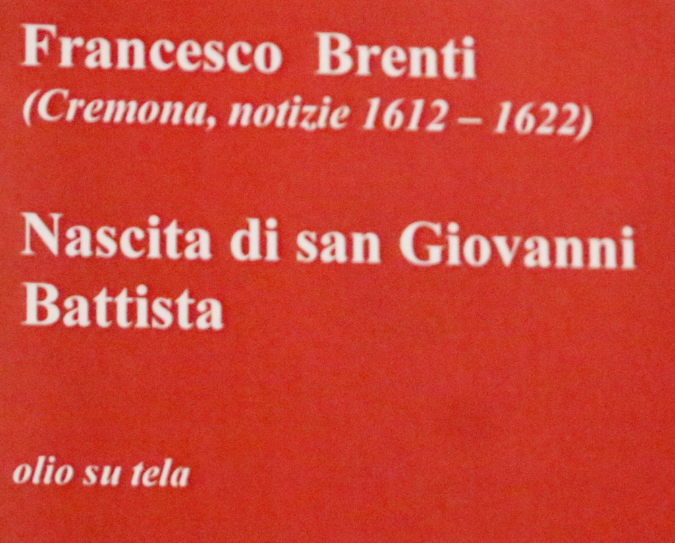 Francesco Brenti
(Cremona, notizie 1612 – 1622)
Nascita di san Giovanni
Battista
olio su tela